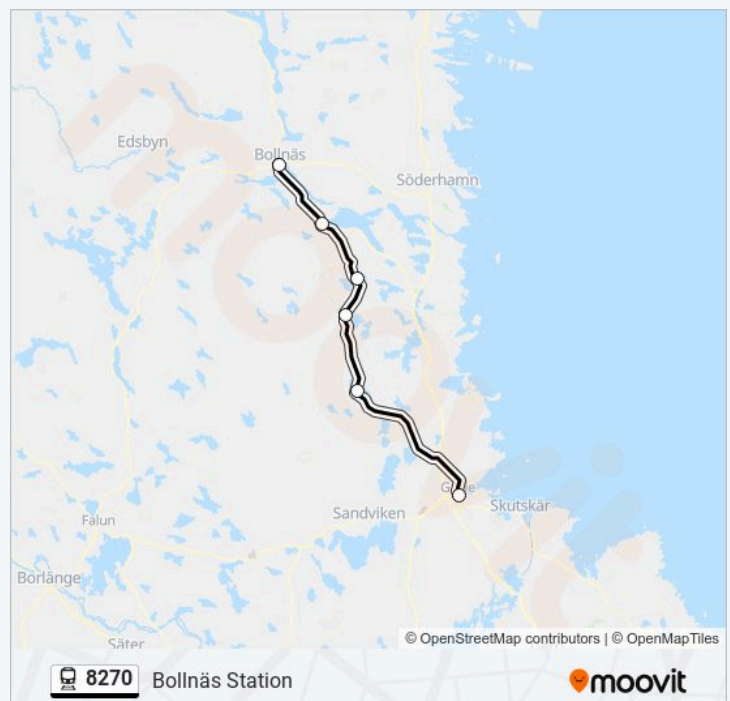 Edsbyn
Bollnäs
Söderhamn
Sandviken
Skutskär
Falun
Borlänge
Säter
© OpenStreetMap contributors | © OpenMapTiles
8270 Bollnäs Station
moovit